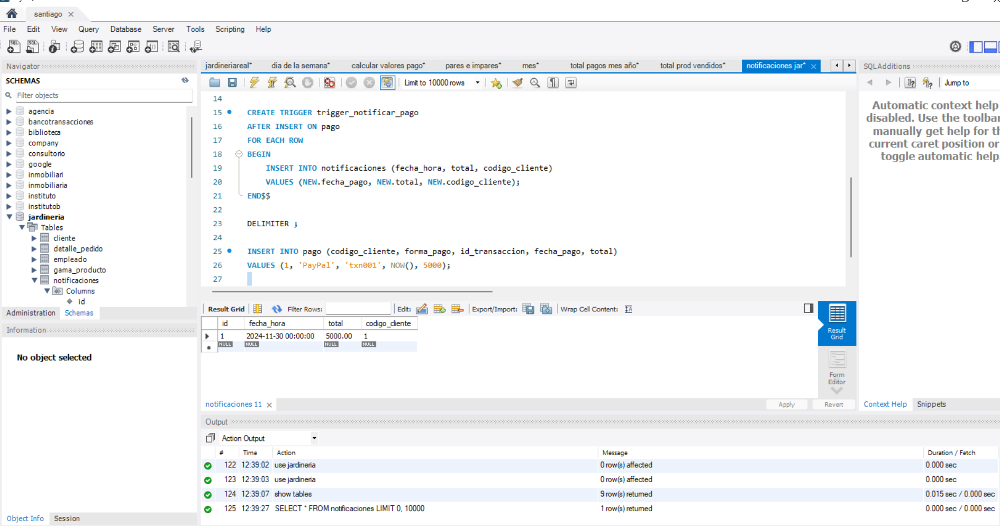 santiago
File Edit View Query Database Server Tools Scripting Help
Navigator
SCHEMAS
Filter objects
agencia
bancotransacciones
biblioteca
company
consultorio
google
inmobiliari
inmobiliaria
instituto
institutob
jardineria
Tables
cliente
detalle_pedido
empleado
gama_producto
notificaciones
Columns
id
Administration Schemas
Information
No object selected
Object Info Session
jardineriareal* dia de la semana* calcular valores pago* pares e impares* mes* total pagos mes año* total prod vendidos* notificaciones jar*
Limit to 10000 rows
14
15 CREATE TRIGGER trigger_notificar_pago
16 AFTER INSERT ON pago
17 FOR EACH ROW
18 BEGIN
19 INSERT INTO notificaciones (fecha_hora, total, codigo_cliente)
20 VALUES (NEW.fecha_pago, NEW.total, NEW.codigo_cliente);
21 END$$
22
23 DELIMITER ;
24
25 INSERT INTO pago (codigo_cliente, forma_pago, id_transaccion, fecha_pago, total)
26 VALUES (1, 'PayPal', 'txn001', NOW(), 5000);
27
Result Grid Filter Rows: Edit: Export/Import: Wrap Cell Content:
id fecha_hora total codigo_cliente
1 2024-11-30 00:00:00 5000.00 1
NULL NULL NULL NULL
Result
Grid
Form
Editor
notificaciones 11
Apply Revert
SQLAdditions
Jump to
Automatic context help
disabled. Use the toolbar
manually get help for
current caret position or
toggle automatic help.
Context Help Snippets
Output
Action Output
# Time Action Message Duration / Fetch
122 12:39:02 use jardineria 0 row(s) affected 0.000 sec
123 12:39:03 use jardineria 0 row(s) affected 0.000 sec
124 12:39:07 show tables 9 row(s) returned 0.015 sec / 0.000 sec
125 12:39:27 SELECT * FROM notificaciones LIMIT 0, 10000 1 row(s) returned 0.000 sec / 0.000 sec